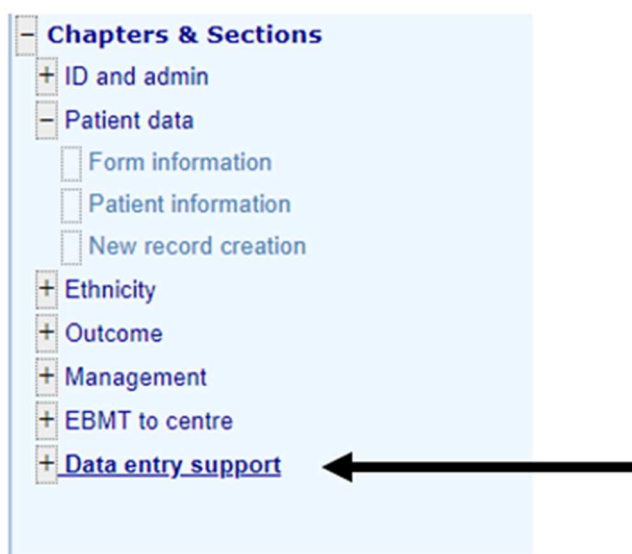 Chapters & Sections
ID and admin
Patient data
Form information
Patient information
New record creation
Ethnicity
Outcome
Management
EBMT to centre
Data entry support